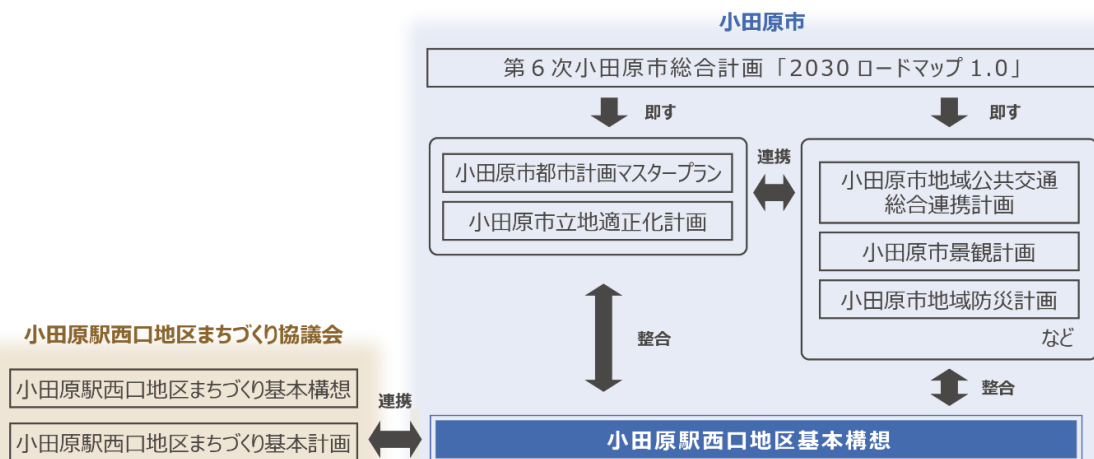 小田原市
第6次小田原市総合計画「2030 ロードマップ 1.0」
即す
即す
小田原市都市計画マスタープラン
小田原市立地適正化計画
連携
小田原市地域公共交通
総合連携計画
小田原市景観計画
小田原市地域防災計画
など
整合
整合
小田原駅西口地区まちづくり協議会
小田原駅西口地区まちづくり基本構想
小田原駅西口地区まちづくり基本計画
連携
小田原駅西口地区基本構想